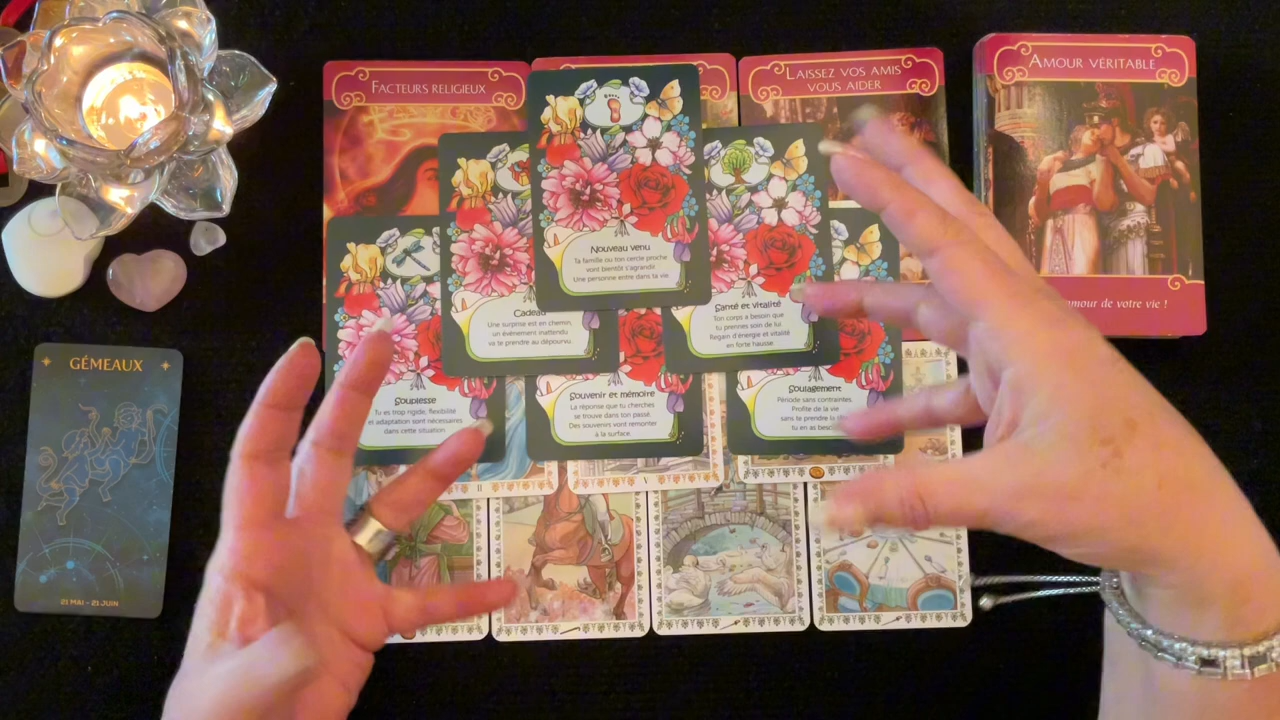 FACTEURS RELIGIEUX
LAISSEZ VOS AMIS
VOUS AIDER
AMOUR VÉRITABLE
amour de votre vie !
Nouveau venu
Ta famille ou ton cercle proche
vont bientôt s'agrandir
Une personne entre dans ta vie.
Cadeau
Une surprise est en chemin,
un événement inattendu
va te prendre au dépourvu.
Santé et vitalité
Ton corps a besoin que
tu prennes soin de lui.
Regain d'énergie et vitalité
en forte hausse.
Souplesse
Tu es trop rigide, flexibilité
et adaptation sont nécessaires
dans cette situation.
Souvenir et mémoire
La réponse que tu cherches
se trouve dans ton passé.
Des souvenirs vont remonter
à la surface.
Soulagement
Période sans contraintes.
Profite de la vie
sans te prendre la
tu en as
GÉMEAUX
21 MAI - 21 JUIN
II
V